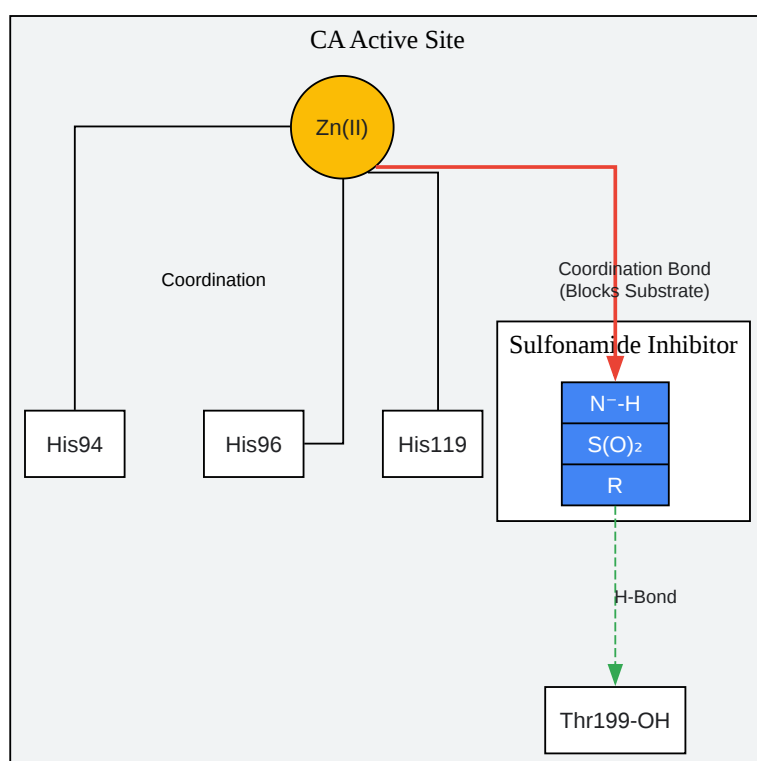 CA Active Site
Zn(II)
Coordination
Coordination Bond
(Blocks Substrate)
Sulfonamide Inhibitor
N⁻-H
S(O)₂
R
His94
His96
His119
H-Bond
Thr199-OH